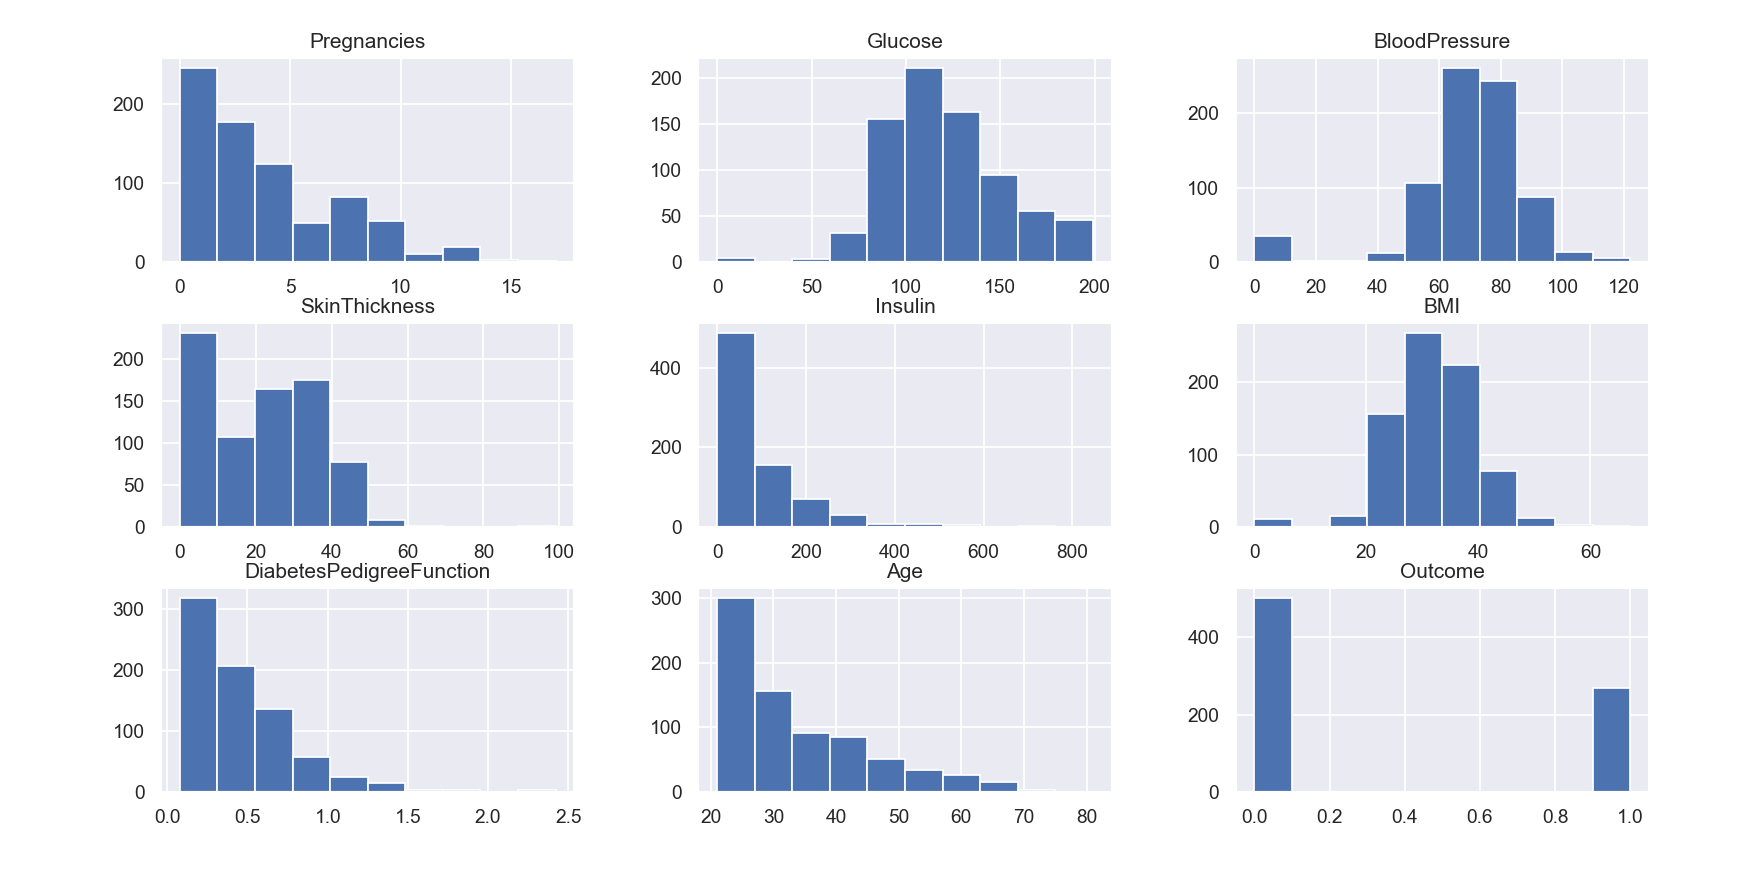 Pregnancies
200
100
0
0 5 10 15
Glucose
200
150
100
50
0
0 50 100 150 200
BloodPressure
200
100
0
0 20 40 60 80 100 120
SkinThickness
200
150
100
50
0
0 20 40 60 80 100
Insulin
400
200
0
0 200 400 600 800
BMI
200
100
0
0 20 40 60
DiabetesPedigreeFunction
300
200
100
0
0.0 0.5 1.0 1.5 2.0 2.5
Age
300
200
100
0
20 30 40 50 60 70 80
Outcome
400
200
0
0.0 0.2 0.4 0.6 0.8 1.0